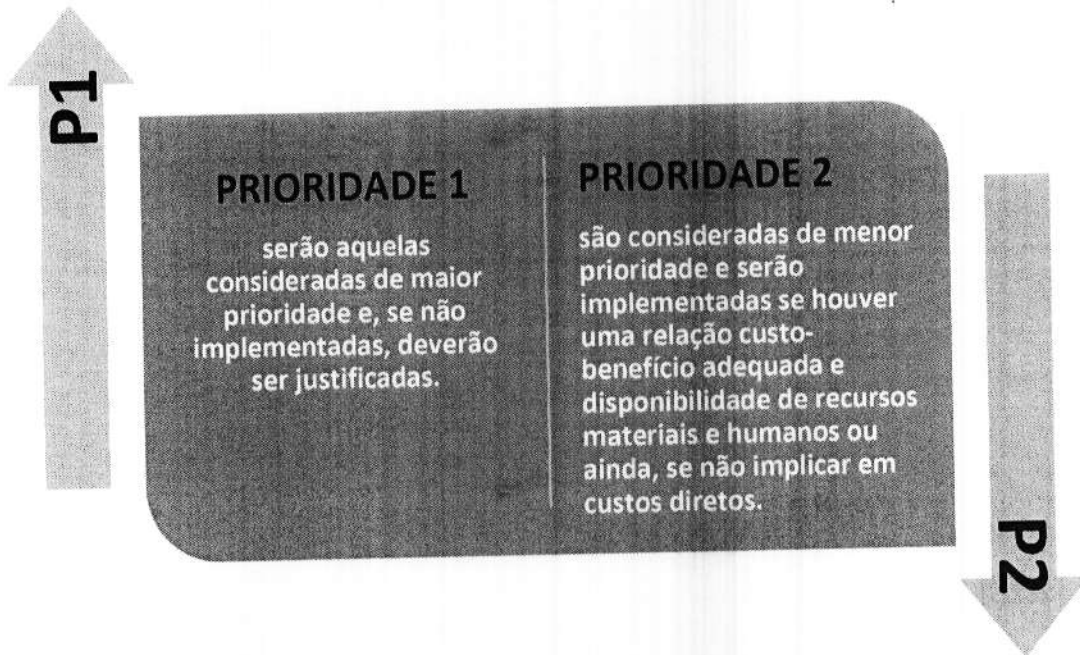 P1
PRIORIDADE 1
serão aquelas
consideradas de maior
prioridade e, se não
implementadas, deverão
ser justificadas.
PRIORIDADE 2
são consideradas de menor
prioridade e serão
implementadas se houver
uma relação custo-
benefício adequada e
disponibilidade de recursos
materiais e humanos ou
ainda, se não implicar em
custos diretos.
P2